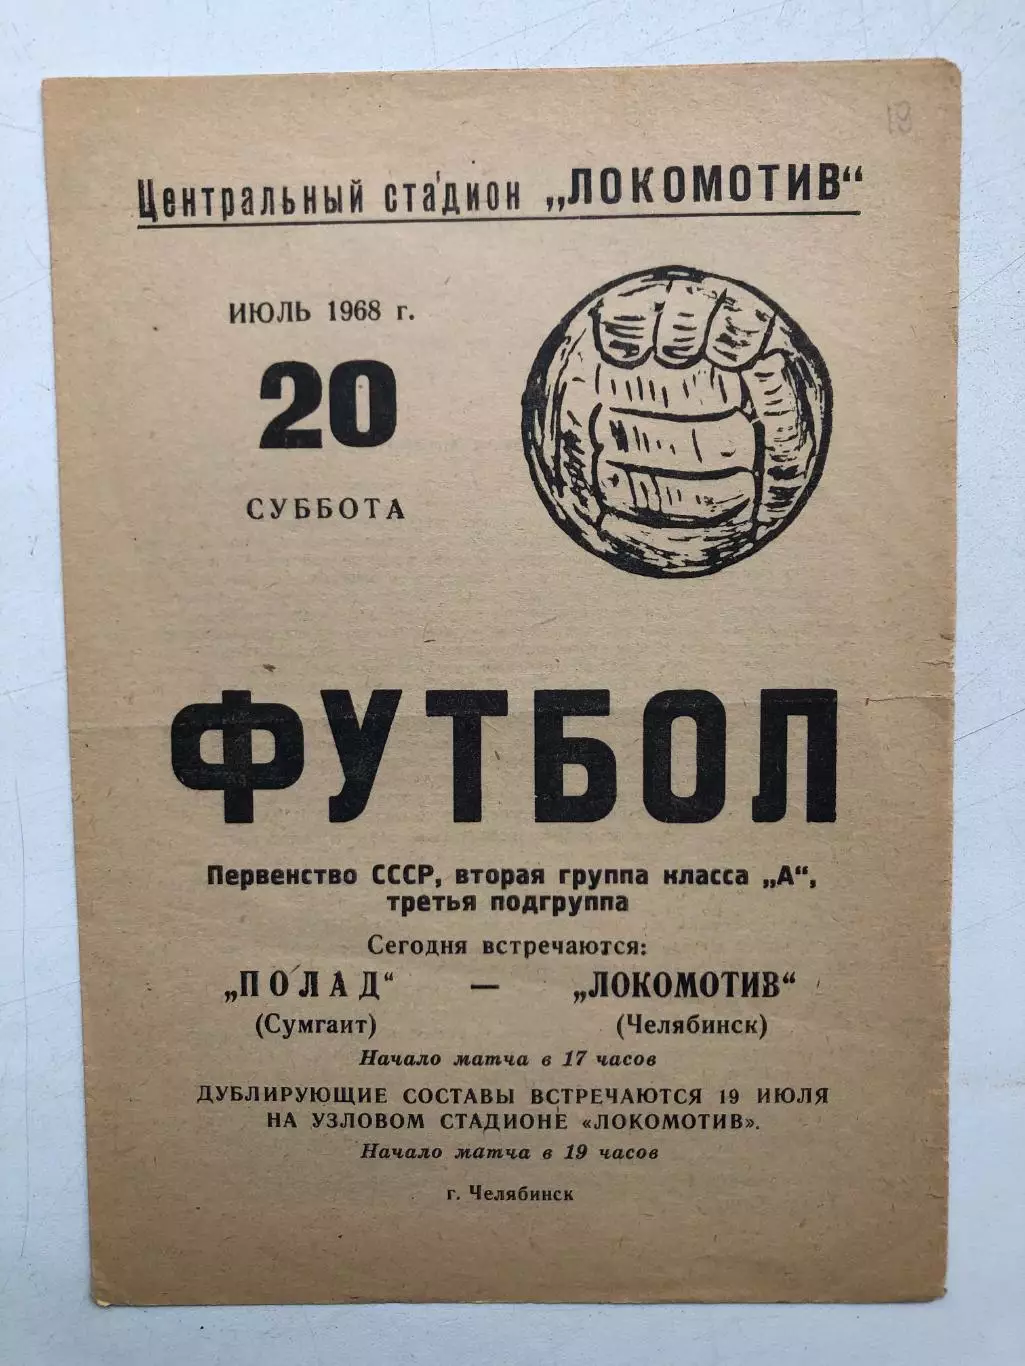 19
Центральный стадион „ЛОКОМОТИВ“
ИЮЛЬ 1968 г.
20
СУББОТА
ФУТБОЛ
Первенство СССР, вторая группа класса „А“,
третья подгруппа
Сегодня встречаются:
„ПОЛАД“ — „ЛОКОМОТИВ“
(Сумгаит) (Челябинск)
Начало матча в 17 часов
ДУБЛИРУЮЩИЕ СОСТАВЫ ВСТРЕЧАЮТСЯ 19 ИЮЛЯ
НА УЗЛОВОМ СТАДИОНЕ «ЛОКОМОТИВ».
Начало матча в 19 часов
г. Челябинск